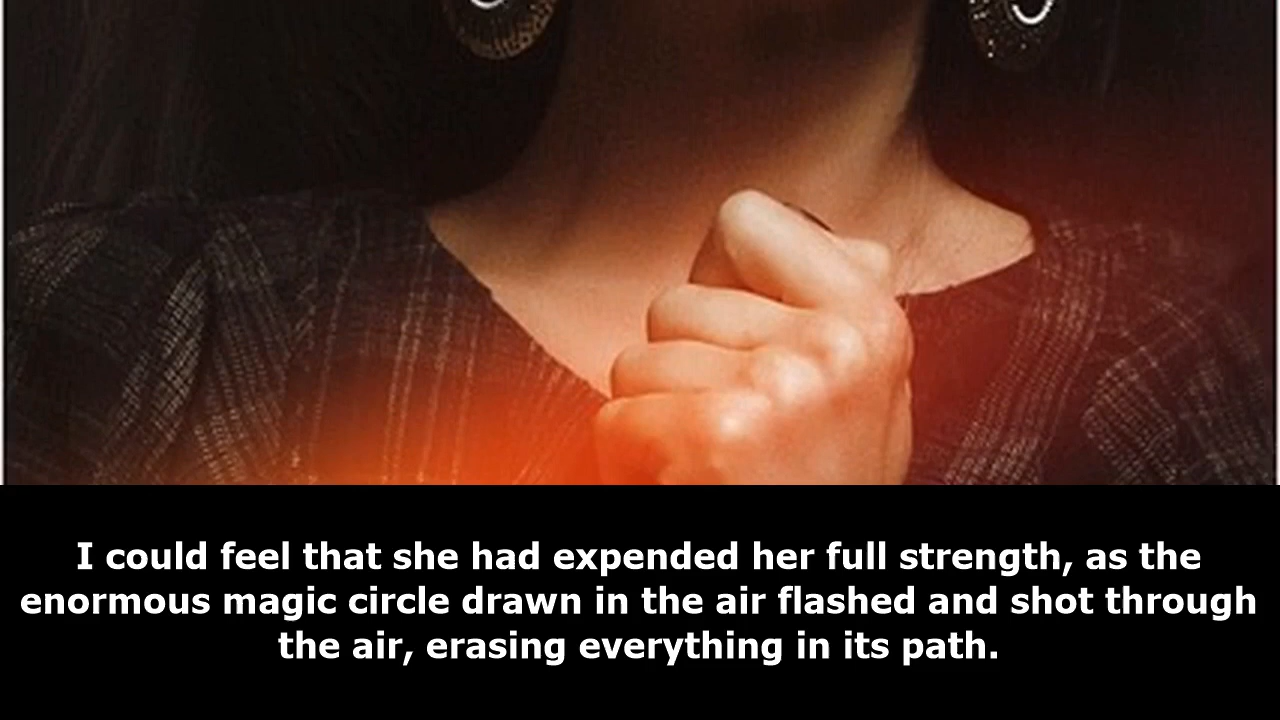 I could feel that she had expended her full strength, as the
enormous magic circle drawn in the air flashed and shot through
the air, erasing everything in its path.